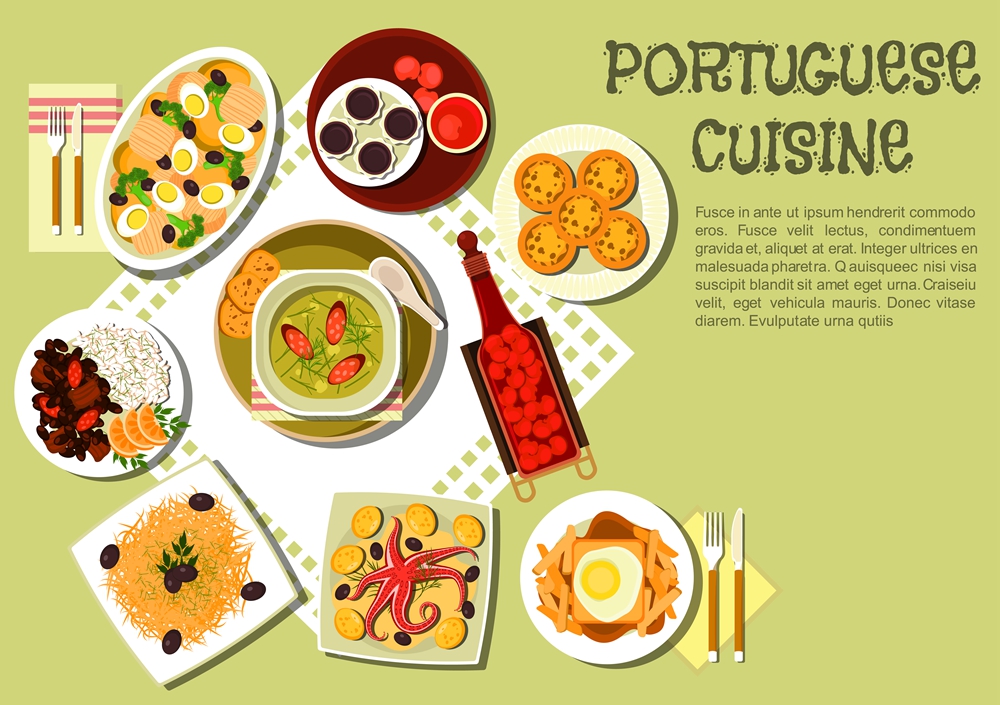 PORTUGUESE
CUISINE
Fusce in ante ut ipsum hendrerit commodo
eros. Fusce velit lectus, condimentum
gravida et, aliquet at erat. Integer ultrices en
malesuada pharetra. Q auisqueec nisi visa
suscipit blandit sit amet eget urna. Craiseiu
velit, eget vehicula mauris. Donec vitase
diarem. Evulputate urna qutiis